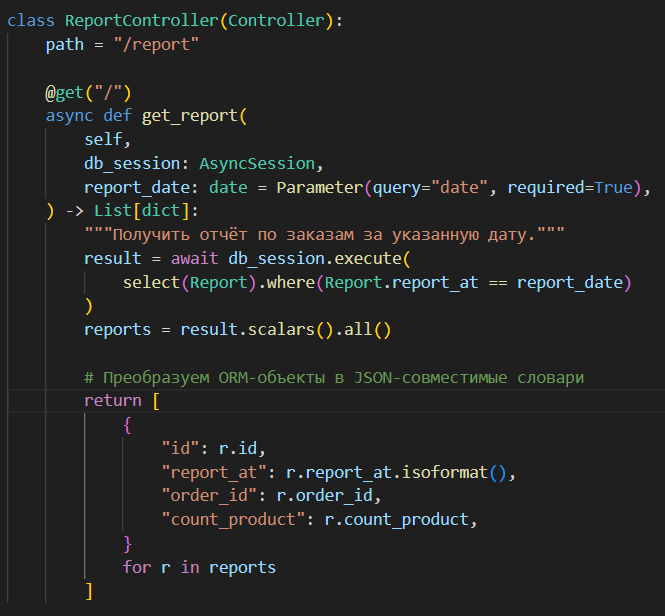 class ReportController(Controller):
    path = "/report"

    @get("/")
    async def get_report(
        self,
        db_session: AsyncSession,
        report_date: date = Parameter(query="date", required=True),
    ) -> List[dict]:
        """Получить отчёт по заказам за указанную дату."""
        result = await db_session.execute(
            select(Report).where(Report.report_at == report_date)
        )
        reports = result.scalars().all()

        # Преобразуем ORM-объекты в JSON-совместимые словари
        return [
            {
                "id": r.id,
                "report_at": r.report_at.isoformat(),
                "order_id": r.order_id,
                "count_product": r.count_product,
            }
            for r in reports
        ]